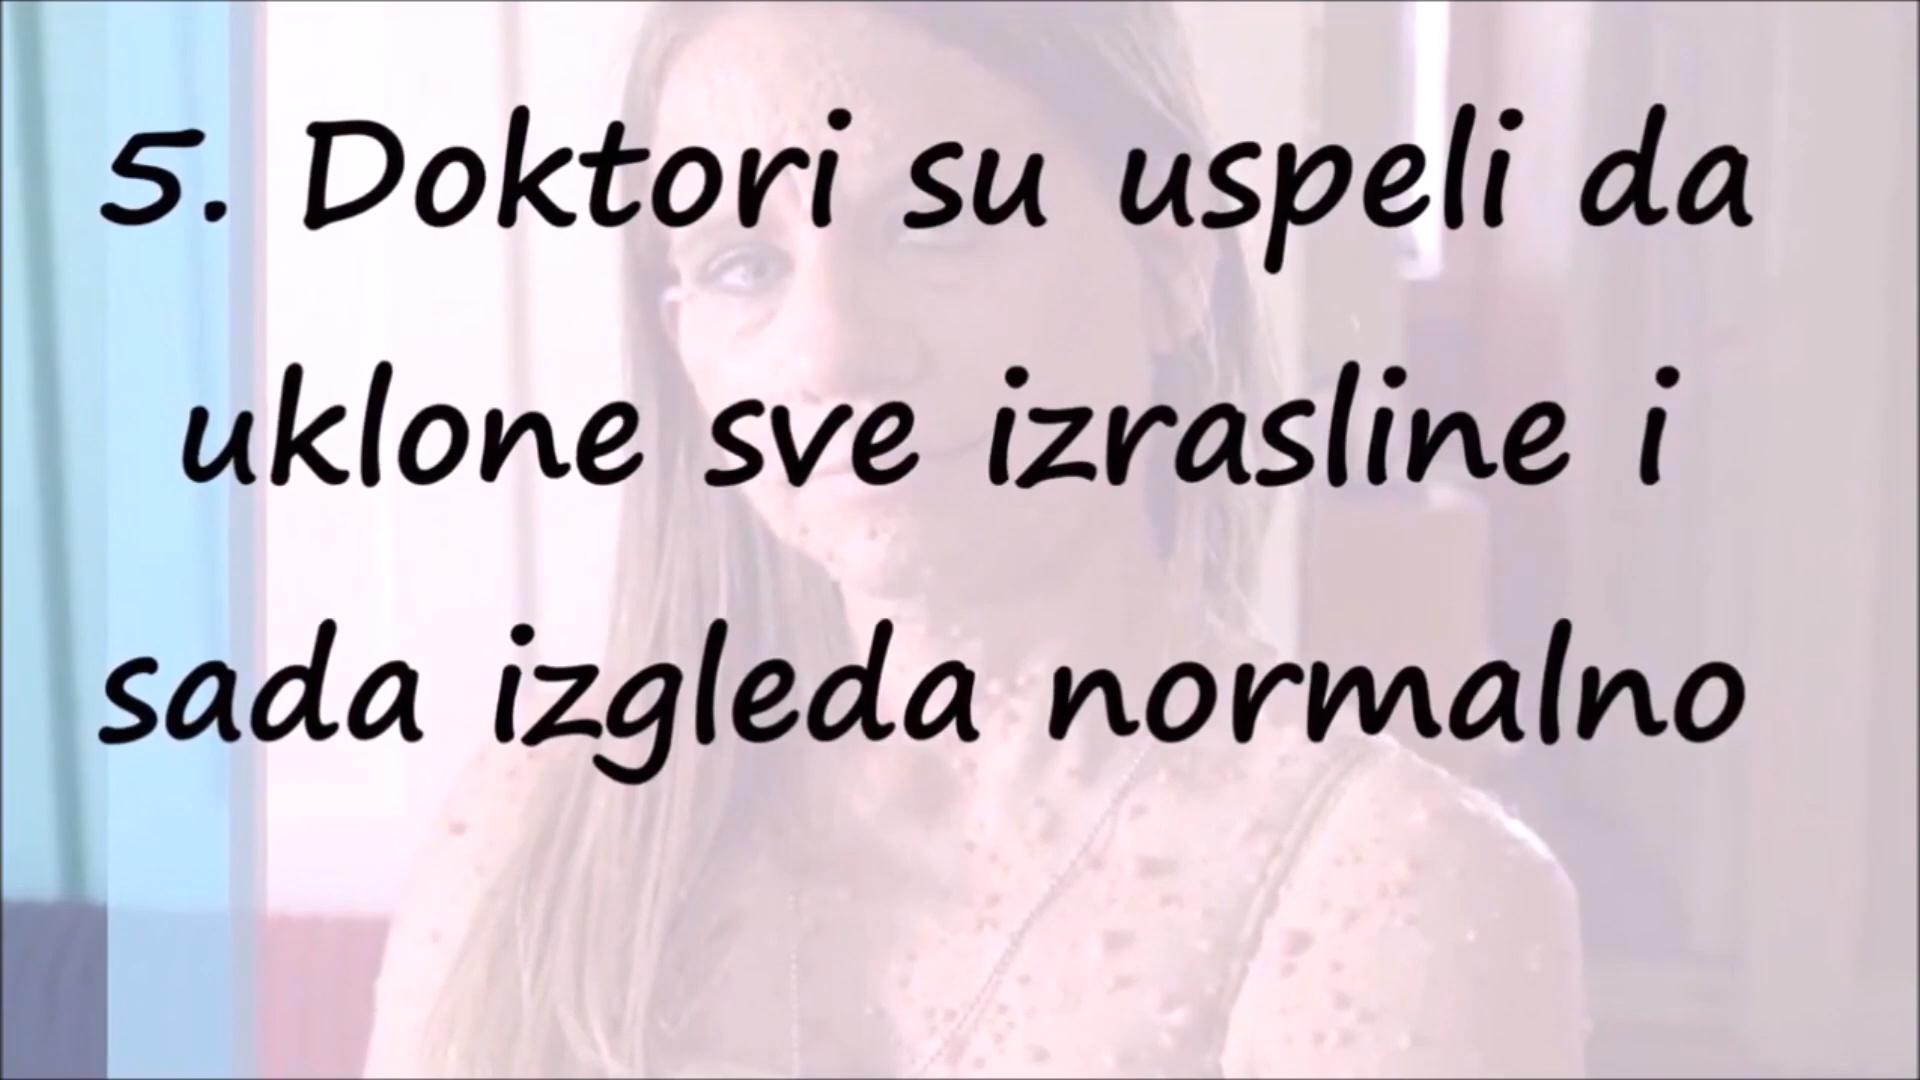 5. Doktori su uspeli da
uklone sve izrasline i
sada izgleda normalno